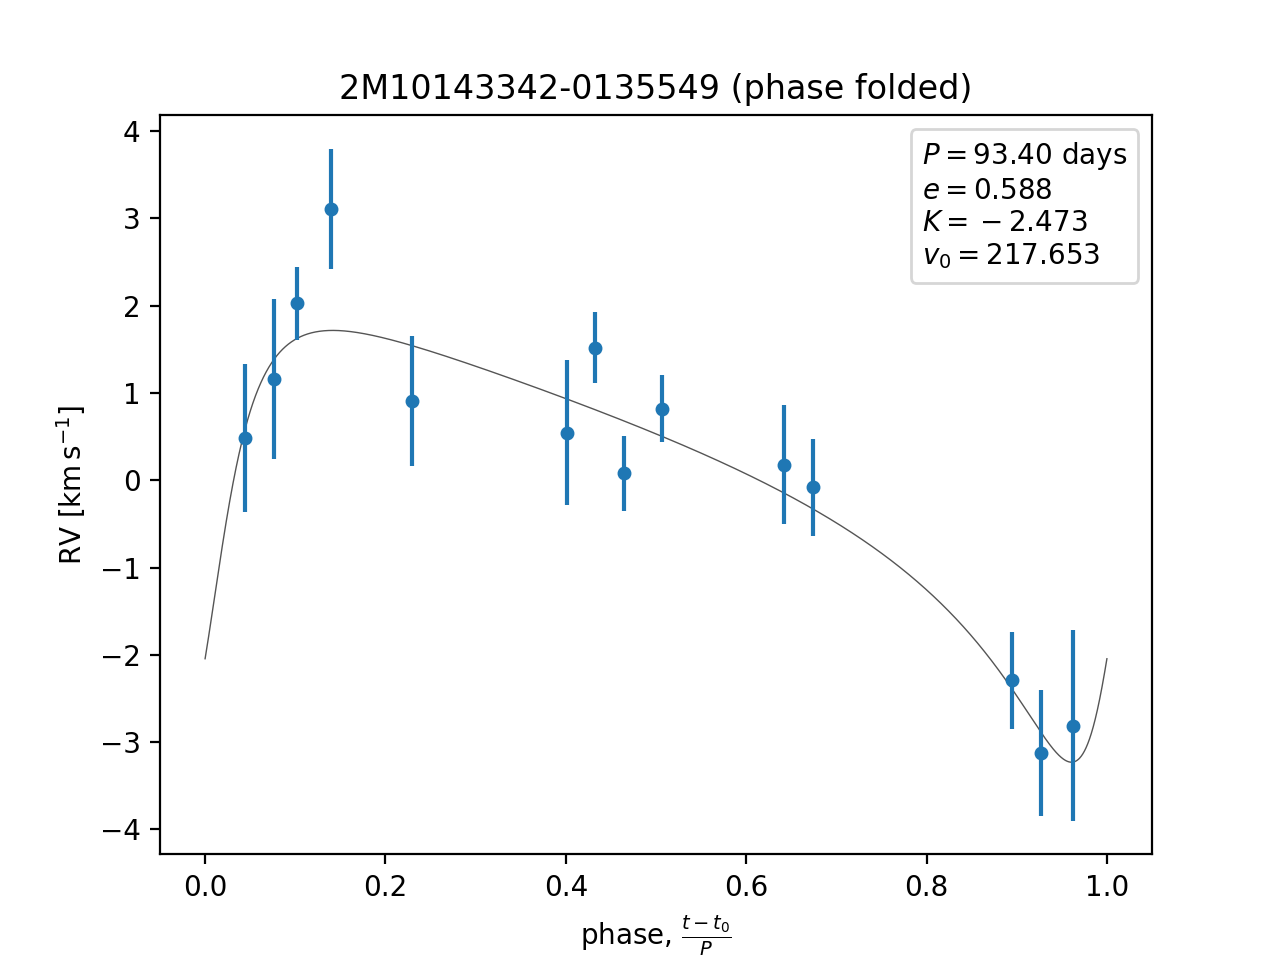 2M10143342-0135549 (phase folded)
P = 93.40 days
e = 0.588
K = −2.473
v₀ = 217.653
4
3
2
1
0
−1
−2
−3
−4
RV [km s⁻¹]
0.0 0.2 0.4 0.6 0.8 1.0
phase, (t − t₀)/P